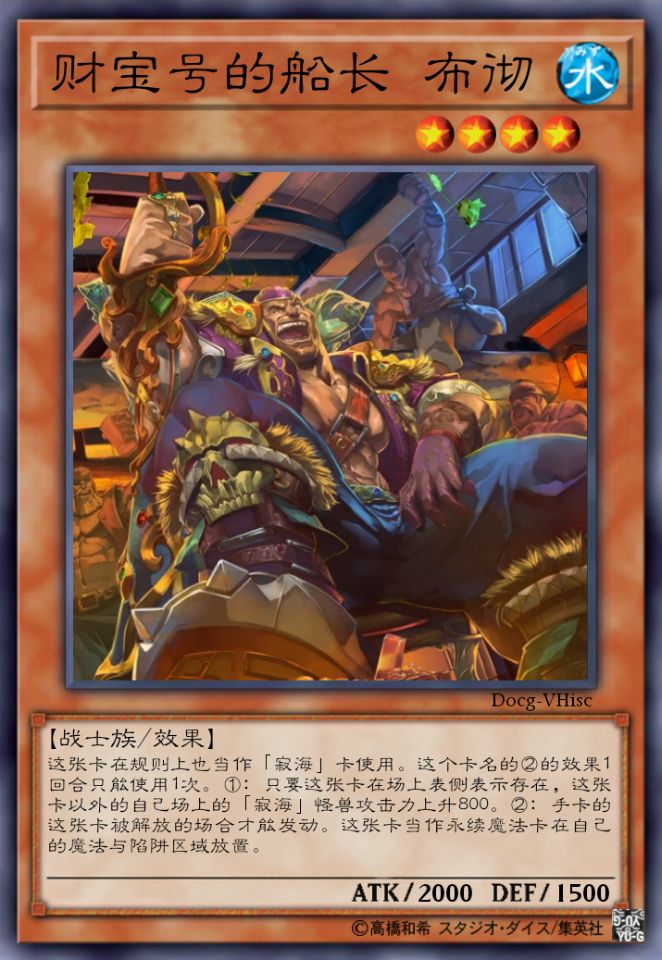 财宝号的船长 布彻
みず
水
Docg-VHisc
【战士族/效果】
这张卡在规则上也当作「寂海」卡使用。这个卡名的②的效果1
回合只能使用1次。①：只要这张卡在场上表侧表示存在，这张
卡以外的自己场上的「寂海」怪兽攻击力上升800。②：手卡的
这张卡被解放的场合才能发动。这张卡当作永续魔法卡在自己
的魔法与陷阱区域放置。
ATK/2000 DEF/1500
©高橋和希 スタジオ・ダイス/集英社